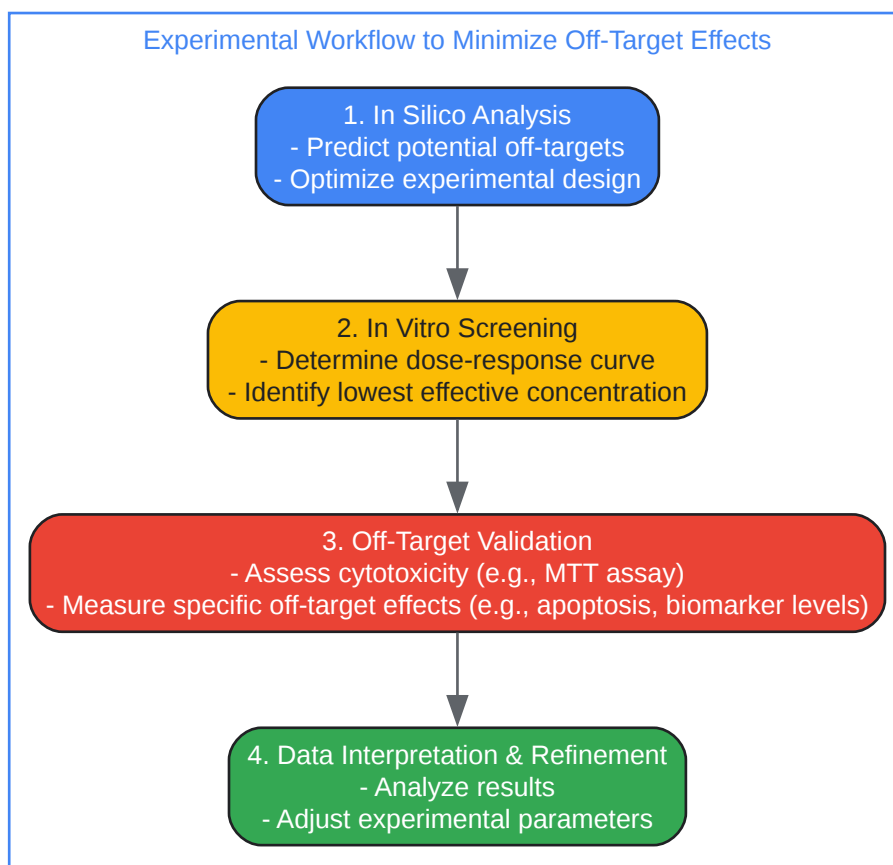 Experimental Workflow to Minimize Off-Target Effects
1. In Silico Analysis
- Predict potential off-targets
- Optimize experimental design
2. In Vitro Screening
- Determine dose-response curve
- Identify lowest effective concentration
3. Off-Target Validation
- Assess cytotoxicity (e.g., MTT assay)
- Measure specific off-target effects (e.g., apoptosis, biomarker levels)
4. Data Interpretation & Refinement
- Analyze results
- Adjust experimental parameters